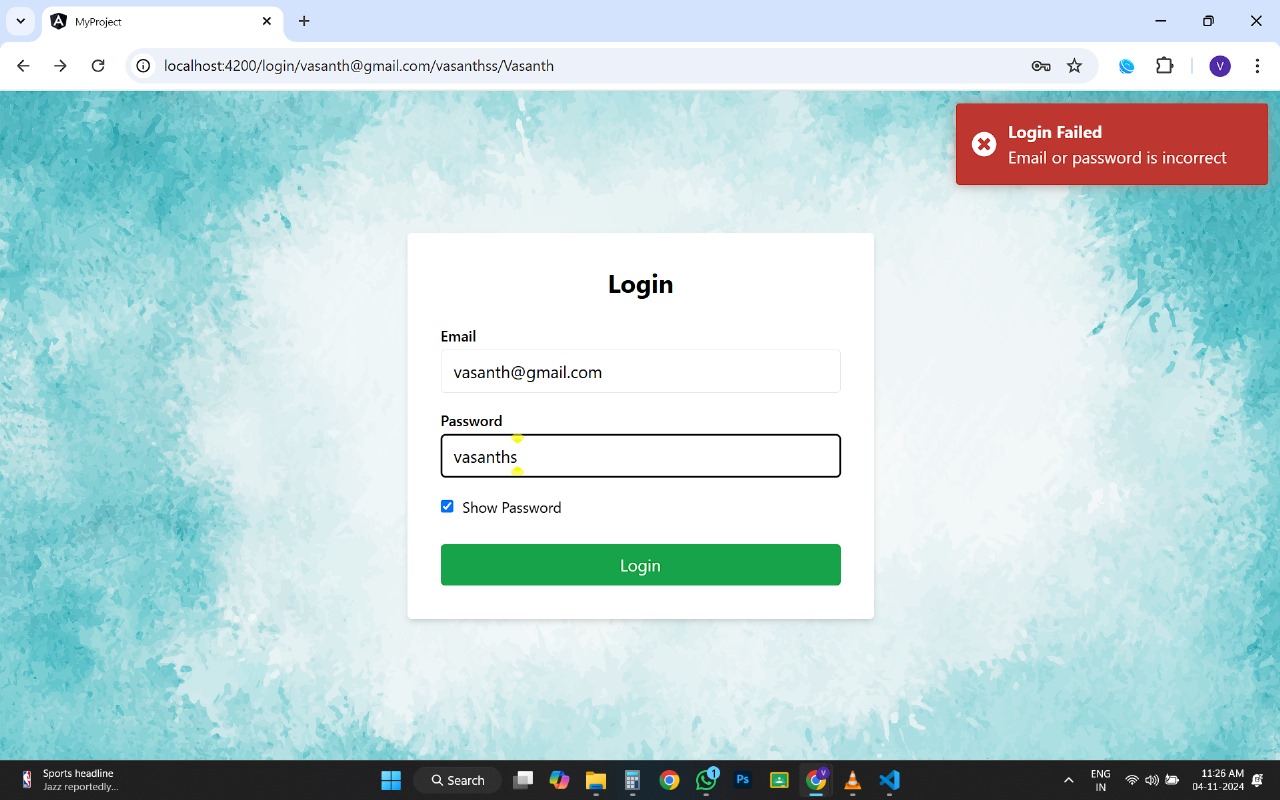 MyProject
localhost:4200/login/vasanth@gmail.com/vasanthss/Vasanth
V
Login Failed
Email or password is incorrect
Login
Email
vasanth@gmail.com
Password
vasanths
Show Password
Login
Sports headline
Jazz reportedly...
Search
1
Ps
V
ENG
IN
11:26 AM
04-11-2024